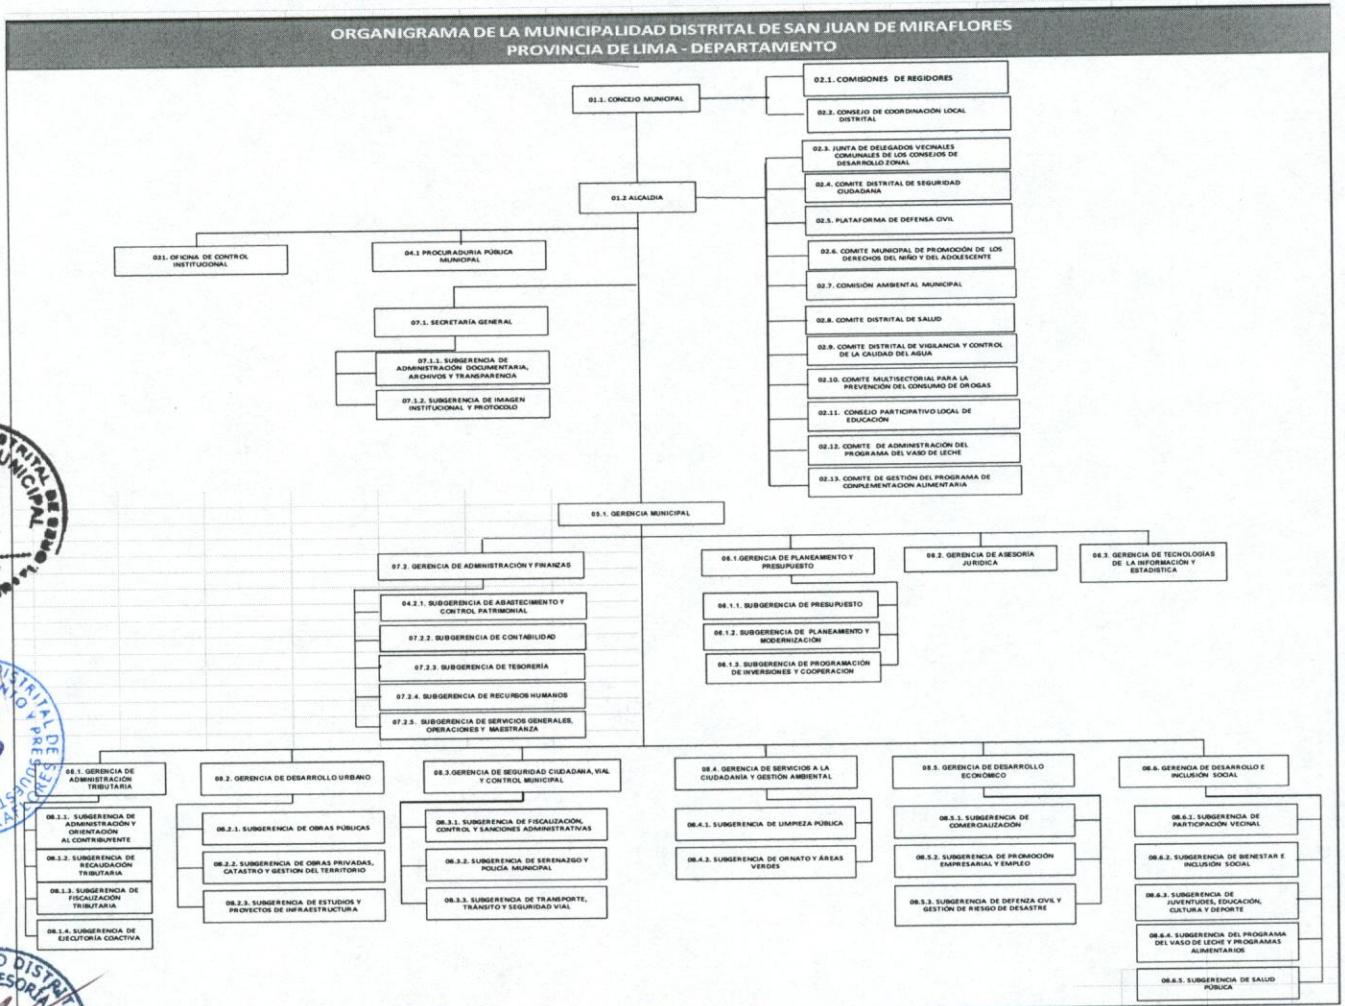 ORGANIGRAMA DE LA MUNICIPALIDAD DISTRITAL DE SAN JUAN DE MIRAFLORES
PROVINCIA DE LIMA - DEPARTAMENTO
01.1. CONCEJO MUNICIPAL
02.1. COMISIONES DE REGIDORES
02.2. CONSEJO DE COORDINACIÓN LOCAL
DISTRITAL
02.3. JUNTA DE DELEGADOS VECINALES
COMUNALES DE LOS CONSEJOS DE
DESARROLLO ZONAL
01.2 ALCALDIA
02.4. COMITE DISTRITAL DE SEGURIDAD
CIUDADANA
02.5. PLATAFORMA DE DEFENSA CIVIL
02.6. COMITE MUNICIPAL DE PROMOCIÓN DE LOS
DERECHOS DEL NIÑO Y DEL ADOLESCENTE
02.7. COMISIÓN AMBIENTAL MUNICIPAL
02.8. COMITE DISTRITAL DE SALUD
02.9. COMITE DISTRITAL DE VIGILANCIA Y CONTROL
DE LA CALIDAD DEL AGUA
02.10. COMITE MULTISECTORIAL PARA LA
PREVENCIÓN DEL CONSUMO DE DROGAS
02.11. CONSEJO PARTICIPATIVO LOCAL DE
EDUCACIÓN
02.12. COMITE DE ADMINISTRACIÓN DEL
PROGRAMA DEL VASO DE LECHE
02.13. COMITE DE GESTIÓN DEL PROGRAMA DE
CONPLEMENTACION ALIMENTARIA
031. OFICINA DE CONTROL
INSTITUCIONAL
04.1 PROCURADURIA PÚBLICA
MUNICIPAL
07.1. SECRETARÍA GENERAL
07.1.1. SUBGERENCIA DE
ADMINISTRACIÓN DOCUMENTARIA,
ARCHIVOS Y TRANSPARENCIA
07.1.2. SUBGERENCIA DE IMAGEN
INSTITUCIONAL Y PROTOCOLO
05.1. GERENCIA MUNICIPAL
07.2. GERENCIA DE ADMINISTRACIÓN Y FINANZAS
04.2.1. SUBGERENCIA DE ABASTECIMIENTO Y
CONTROL PATRIMONIAL
07.2.2. SUBGERENCIA DE CONTABILIDAD
07.2.3. SUBGERENCIA DE TESORERÍA
07.2.4. SUBGERENCIA DE RECURSOS HUMANOS
07.2.5. SUBGERENCIA DE SERVICIOS GENERALES,
OPERACIONES Y MAESTRANZA
06.1.GERENCIA DE PLANEAMIENTO Y
PRESUPUESTO
06.1.1. SUBGERENCIA DE PRESUPUESTO
06.1.2. SUBGERENCIA DE PLANEAMIENTO Y
MODERNIZACIÓN
06.1.3. SUBGERENCIA DE PROGRAMACIÓN
DE INVERSIONES Y COOPERACION
06.2. GERENCIA DE ASESORÍA
JURIDICA
06.3. GERENCIA DE TECNOLOGÍAS
DE LA INFORMACIÓN Y
ESTADISTICA
08.1. GERENCIA DE
ADMINISTRACIÓN
TRIBUTARIA
08.1.1. SUBGERENCIA DE
ADMINISTRACIÓN Y
ORIENTACIÓN
AL CONTRIBUYENTE
08.1.2. SUBGERENCIA DE
RECAUDACIÓN
TRIBUTARIA
08.1.3. SUBGERENCIA DE
FISCALIZACIÓN
TRIBUTARIA
08.1.4. SUBGERENCIA DE
EJECUTORÍA COACTIVA
08.2. GERENCIA DE DESARROLLO URBANO
08.2.1. SUBGERENCIA DE OBRAS PÚBLICAS
08.2.2. SUBGERENCIA DE OBRAS PRIVADAS,
CATASTRO Y GESTION DEL TERRITORIO
08.2.3. SUBGERENCIA DE ESTUDIOS Y
PROYECTOS DE INFRAESTRUCTURA
08.3.GERENCIA DE SEGURIDAD CIUDADANA, VIAL
Y CONTROL MUNICIPAL
08.3.1. SUBGERENCIA DE FISCALIZACIÓN,
CONTROL Y SANCIONES ADMINISTRATIVAS
08.3.2. SUBGERENCIA DE SERENAZGO Y
POLICÍA MUNICIPAL
08.3.3. SUBGERENCIA DE TRANSPORTE,
TRÁNSITO Y SEGURIDAD VIAL
08.4. GERENCIA DE SERVICIOS A LA
CIUDADANÍA Y GESTIÓN AMBIENTAL
08.4.1. SUBGERENCIA DE LIMPIEZA PÚBLICA
08.4.2. SUBGERENCIA DE ORNATO Y ÁREAS
VERDES
08.5. GERENCIA DE DESARROLLO
ECONÓMICO
08.5.1. SUBGERENCIA DE
COMERCIALIZACIÓN
08.5.2. SUBGERENCIA DE PROMOCIÓN
EMPRESARIAL Y EMPLEO
08.5.3. SUBGERENCIA DE DEFENZA CIVIL Y
GESTIÓN DE RIESGO DE DESASTRE
08.6. GERENCIA DE DESARROLLO E
INCLUSIÓN SOCIAL
08.6.1. SUBGERENCIA DE
PARTICIPACIÓN VECINAL
08.6.2. SUBGERENCIA DE BIENESTAR E
INCLUSIÓN SOCIAL
08.6.3. SUBGERENCIA DE
JUVENTUDES, EDUCACIÓN,
CULTURA Y DEPORTE
08.6.4. SUBGERENCIA DEL PROGRAMA
DEL VASO DE LECHE Y PROGRAMAS
ALIMENTARIOS
08.6.5. SUBGERENCIA DE SALUD
PÚBLICA